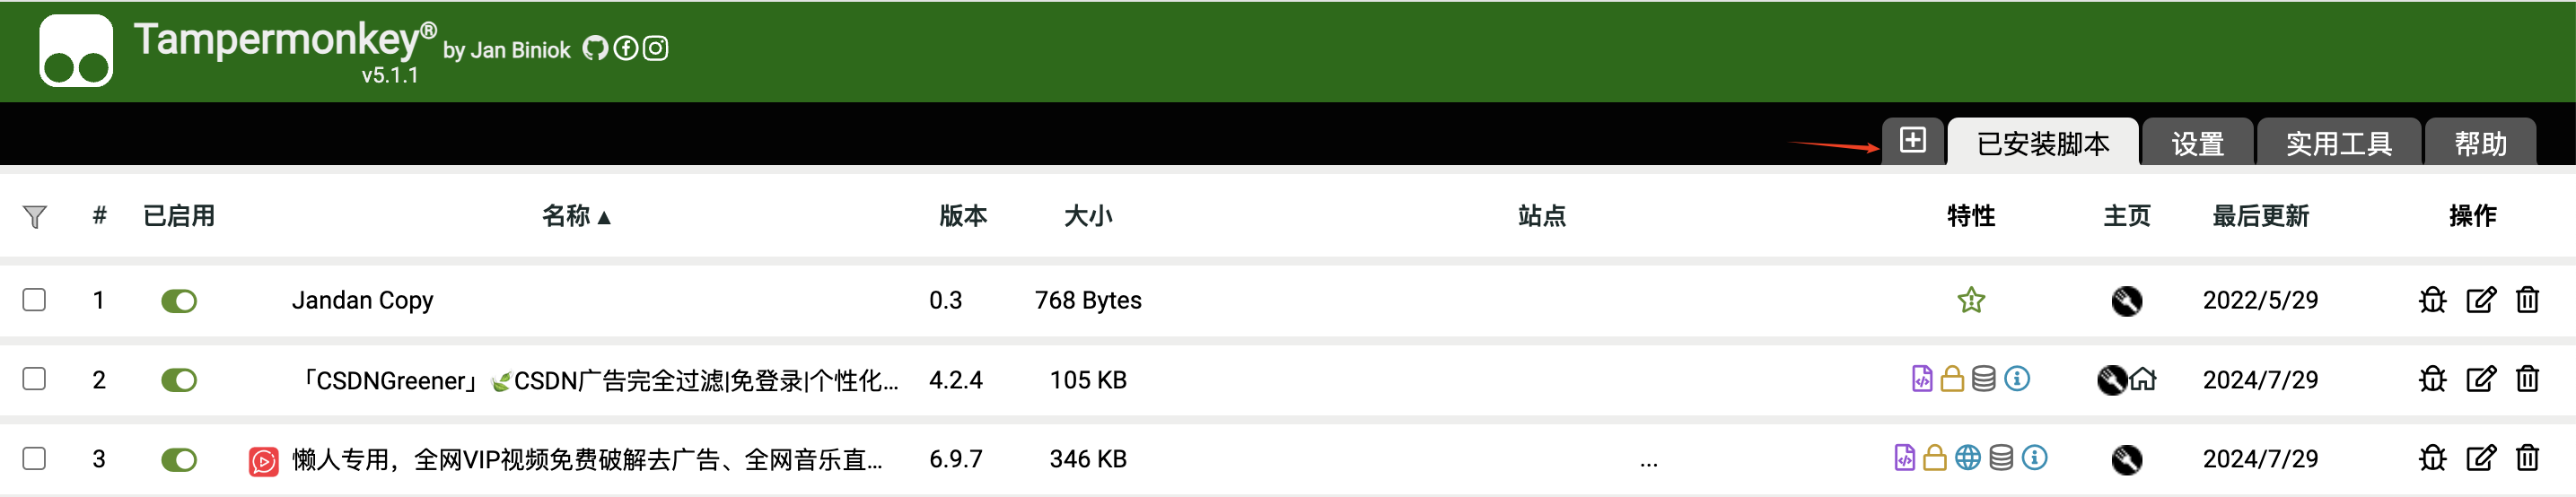 Tampermonkey® by Jan Biniok
v5.1.1
已安装脚本 设置 实用工具 帮助
# 已启用 名称▲ 版本 大小 站点 特性 主页 最后更新 操作
1 Jandan Copy 0.3 768 Bytes 2022/5/29
2 「CSDNGreener」🍃CSDN广告完全过滤|免登录|个性化... 4.2.4 105 KB 2024/7/29
3 懒人专用，全网VIP视频免费破解去广告、全网音乐直... 6.9.7 346 KB ... 2024/7/29